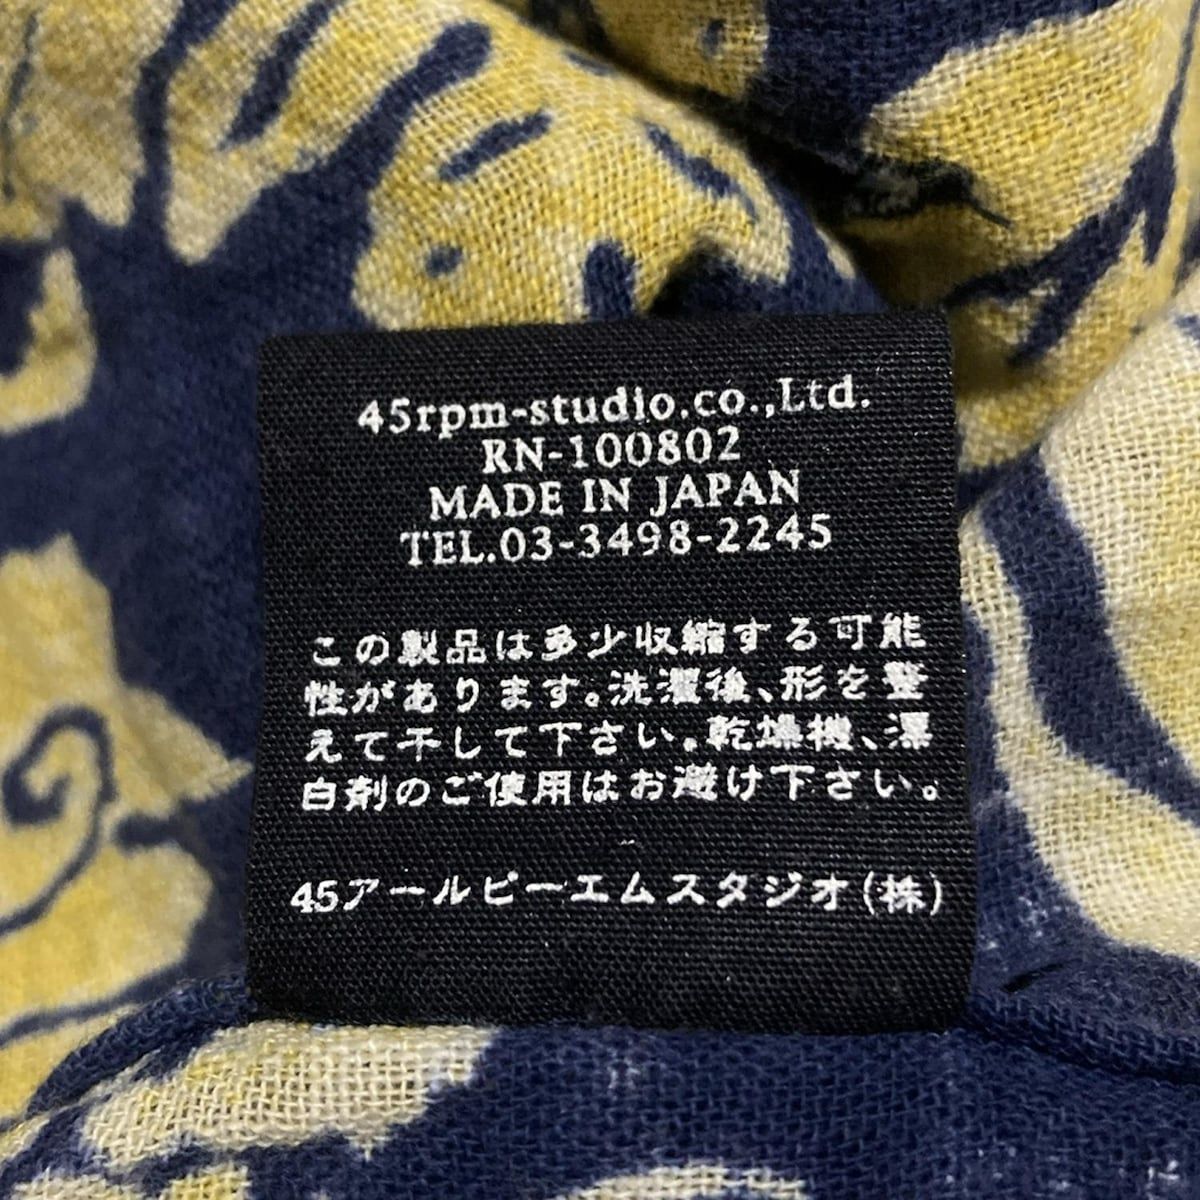 45rpm-studio.co.,Ltd.
RN-100802
MADE IN JAPAN
TEL.03-3498-2245
この製品は多少収縮する可能
性があります。洗濯後、形を整
えて干して下さい。乾燥機、漂
白剤のご使用はお避け下さい。
45アールピーエムスタジオ(株)